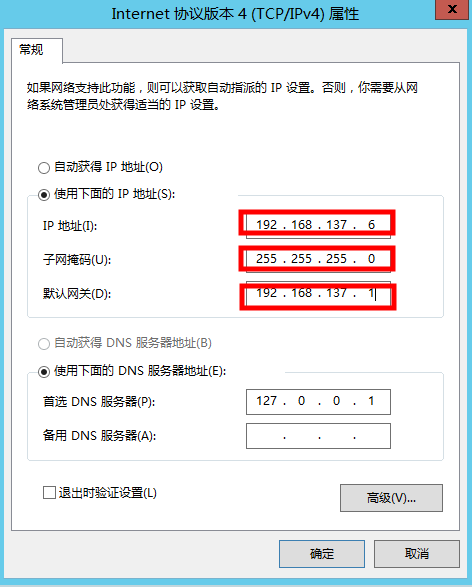 Internet 协议版本 4 (TCP/IPv4) 属性
x
常规
如果网络支持此功能，则可以获取自动指派的 IP 设置。否则，你需要从网
络系统管理员处获得适当的 IP 设置。
自动获得 IP 地址(O)
使用下面的 IP 地址(S):
IP 地址(I): 192 . 168 . 137 . 6
子网掩码(U): 255 . 255 . 255 . 0
默认网关(D): 192 . 168 . 137 . 1
自动获得 DNS 服务器地址(B)
使用下面的 DNS 服务器地址(E):
首选 DNS 服务器(P): 127 . 0 . 0 . 1
备用 DNS 服务器(A): . . .
退出时验证设置(L)
高级(V)...
确定 取消